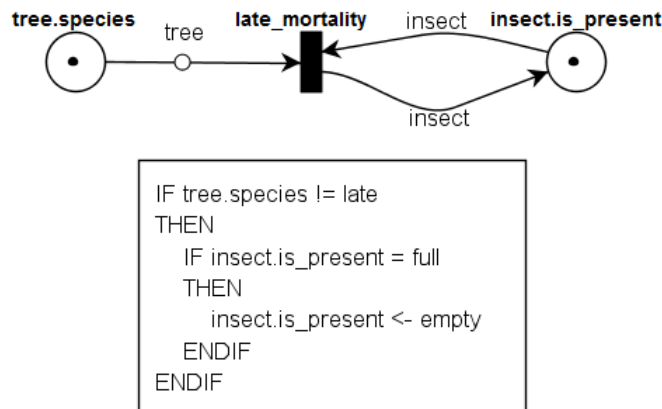 tree.species late_mortality insect.is_present
tree
insect
insect
IF tree.species != late
THEN
IF insect.is_present = full
THEN
insect.is_present <- empty
ENDIF
ENDIF